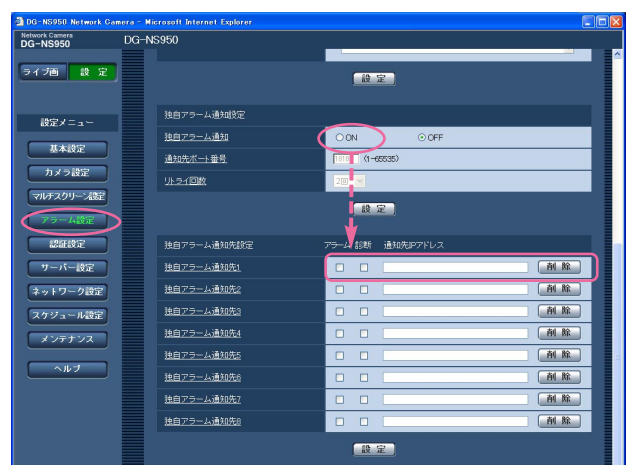 DG-NS950 Network Camera - Microsoft Internet Explorer
Network Camera
DG-NS950
DG-NS950
ライブ画 設 定
設 定
設定メニュー
独自アラーム通知設定
独自アラーム通知 ON OFF
基本設定
通知先ポート番号 1818 (1-65535)
カメラ設定
リトライ回数 2回
マルチスクリーン設定
設 定
アラーム設定
認証設定
独自アラーム通知先設定 アラーム 診断 通知先IPアドレス
サーバー設定
独自アラーム通知先1 削 除
ネットワーク設定
独自アラーム通知先2 削 除
スケジュール設定
独自アラーム通知先3 削 除
メンテナンス
独自アラーム通知先4 削 除
独自アラーム通知先5 削 除
ヘルプ
独自アラーム通知先6 削 除
独自アラーム通知先7 削 除
独自アラーム通知先8 削 除
設 定